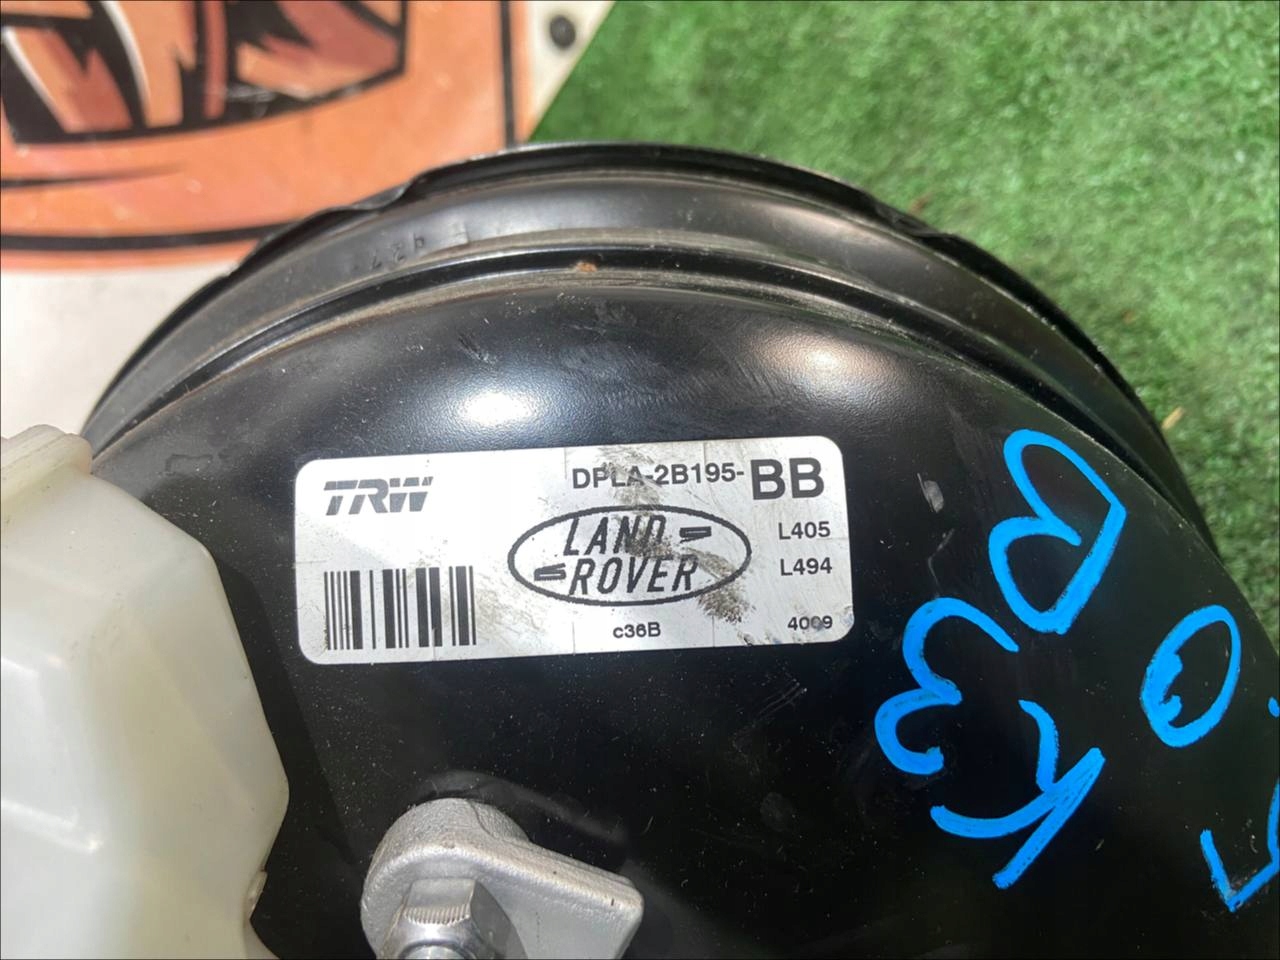 TRW
DPLA-2B195-BB
LAND
ROVER
L405
L494
c36B
4009